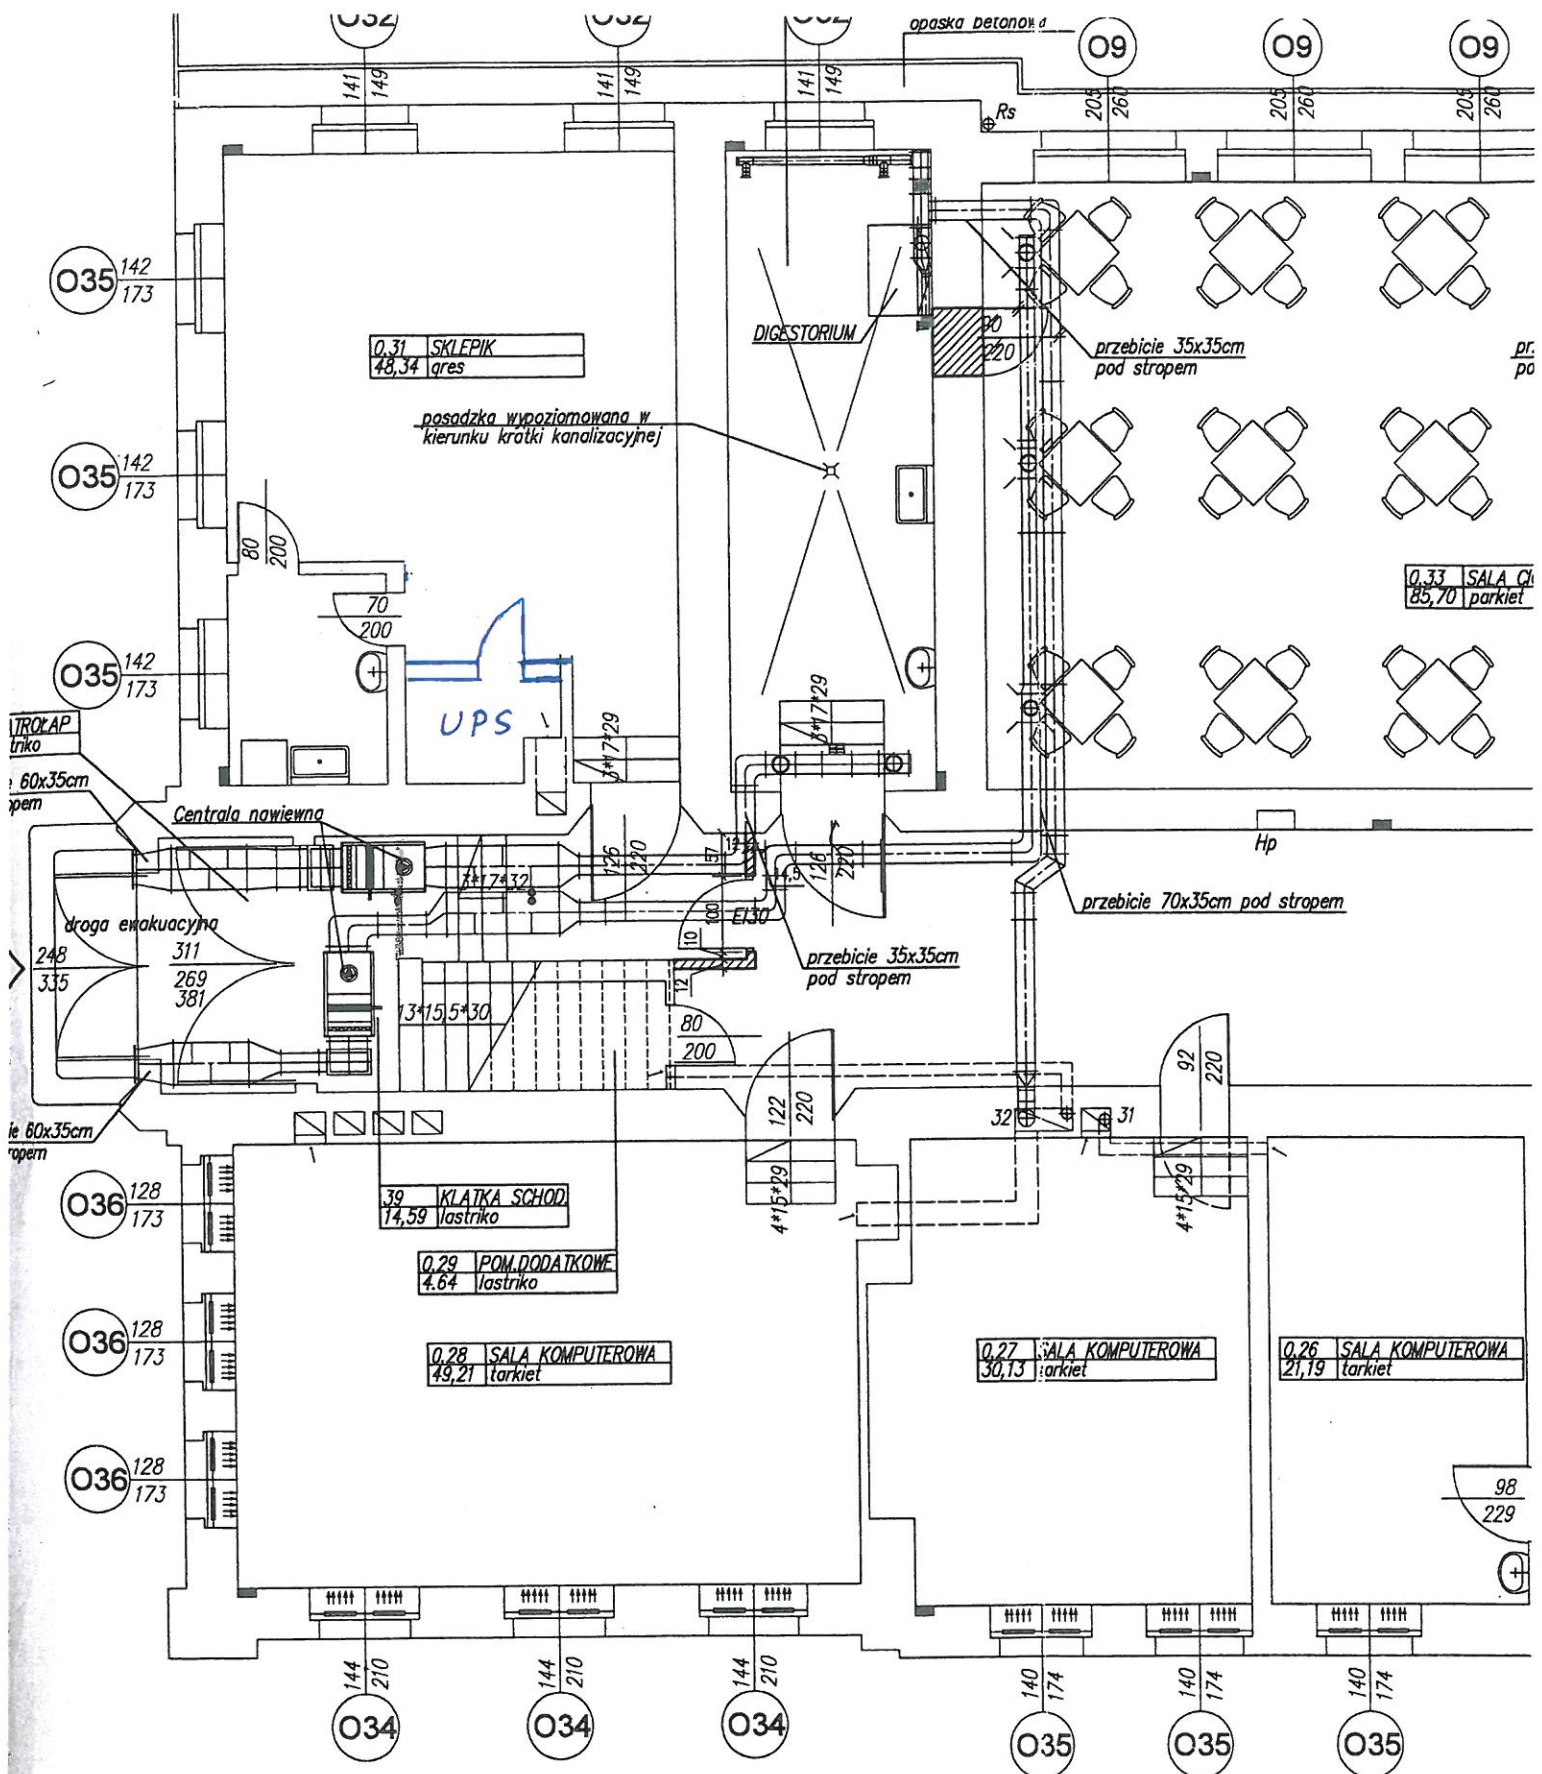 opaska betonowa
O9
O9
O9
141
149
141
149
141
149
205
260
205
260
205
260
Rs
O35
142
173
0,31 SKLEPIK
48,34 gres
DIGESTORIUM
90
220
przebicie 35x35cm
pod stropem
posadzka wypoziomowana w
kierunku kratki kanalizacyjnej
O35
142
173
80
200
70
200
0,33 SALA
85,70 parkiet
O35
142
173
UPS
3*17*29
3*17*29
60x35cm
Centrala nawiewna
126
220
57
12
126
220
Hp
3*17*32
droga ewakuacyjna
248
335
311
269
381
100
EI30
10
12
przebicie 70x35cm pod stropem
przebicie 35x35cm
pod stropem
13*15,5*30
80
200
122
220
92
220
32
31
60x35cm
O36
128
173
39 KLATKA SCHOD.
14,59 lastriko
4*15*29
4*15*29
0,29 POM.DODATKOWE
4.64 lastriko
O36
128
173
0,28 SALA KOMPUTEROWA
49,21 tarkiet
0,27 SALA KOMPUTEROWA
30,13 tarkiet
0,26 SALA KOMPUTEROWA
21,19 tarkiet
O36
128
173
98
229
144
210
144
210
144
210
140
174
140
174
140
174
O34
O34
O34
O35
O35
O35